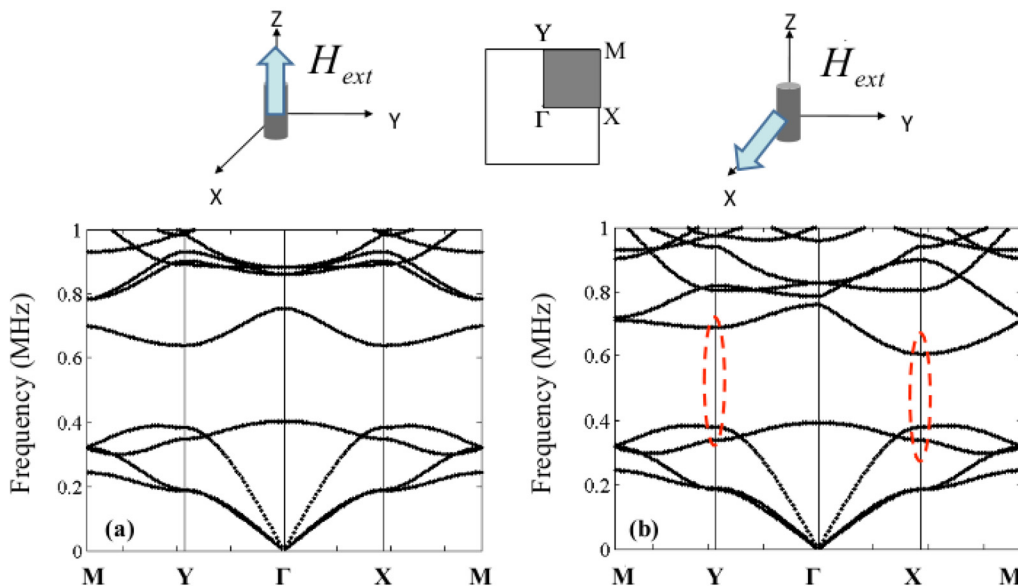 Z
H_ext
Y
X
Y
M
Γ
X
Z
H_ext
Y
X
Frequency (MHz)
1
0.8
0.6
0.4
0.2
0
(a)
M Y Γ X M
Frequency (MHz)
1
0.8
0.6
0.4
0.2
0
(b)
M Y Γ X M